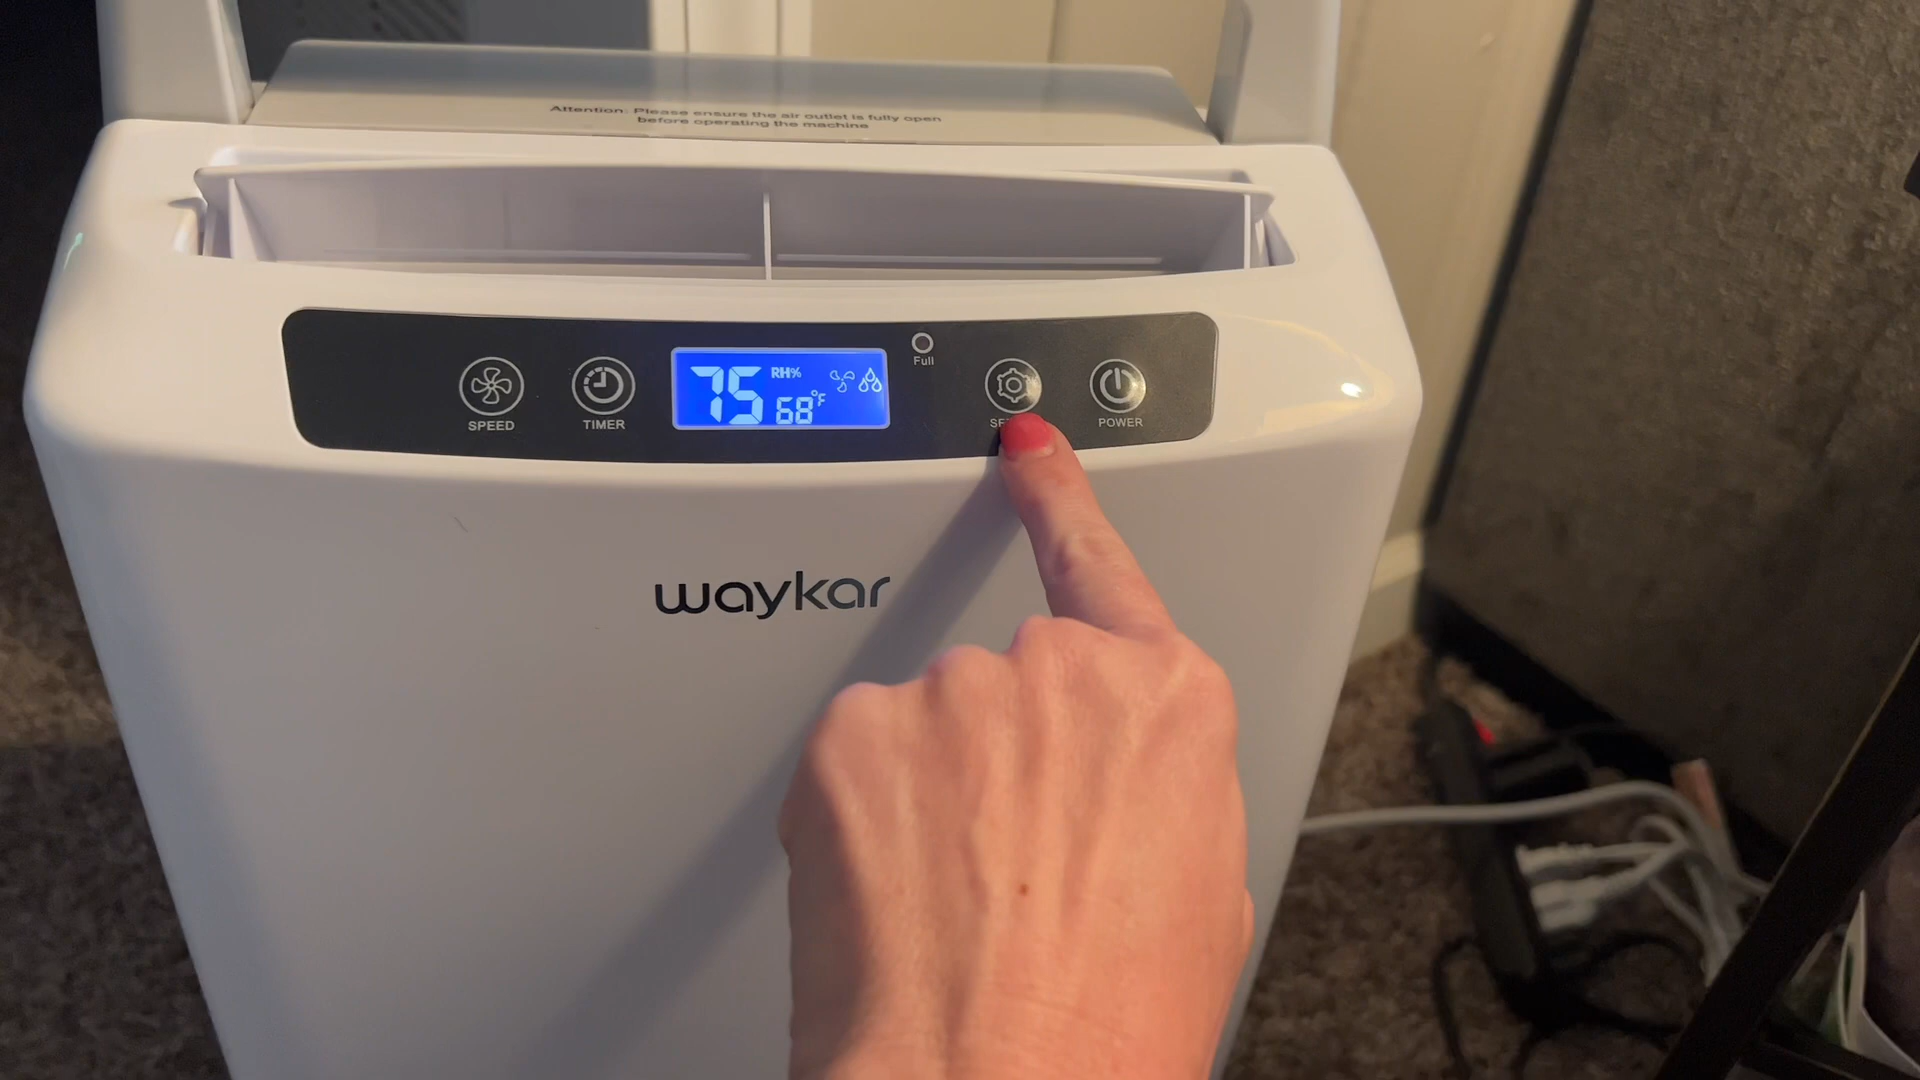 Attention: Please ensure the air outlet is fully open
before operating the machine
SPEED
TIMER
75 RH%
68°F
Full
POWER
waykar